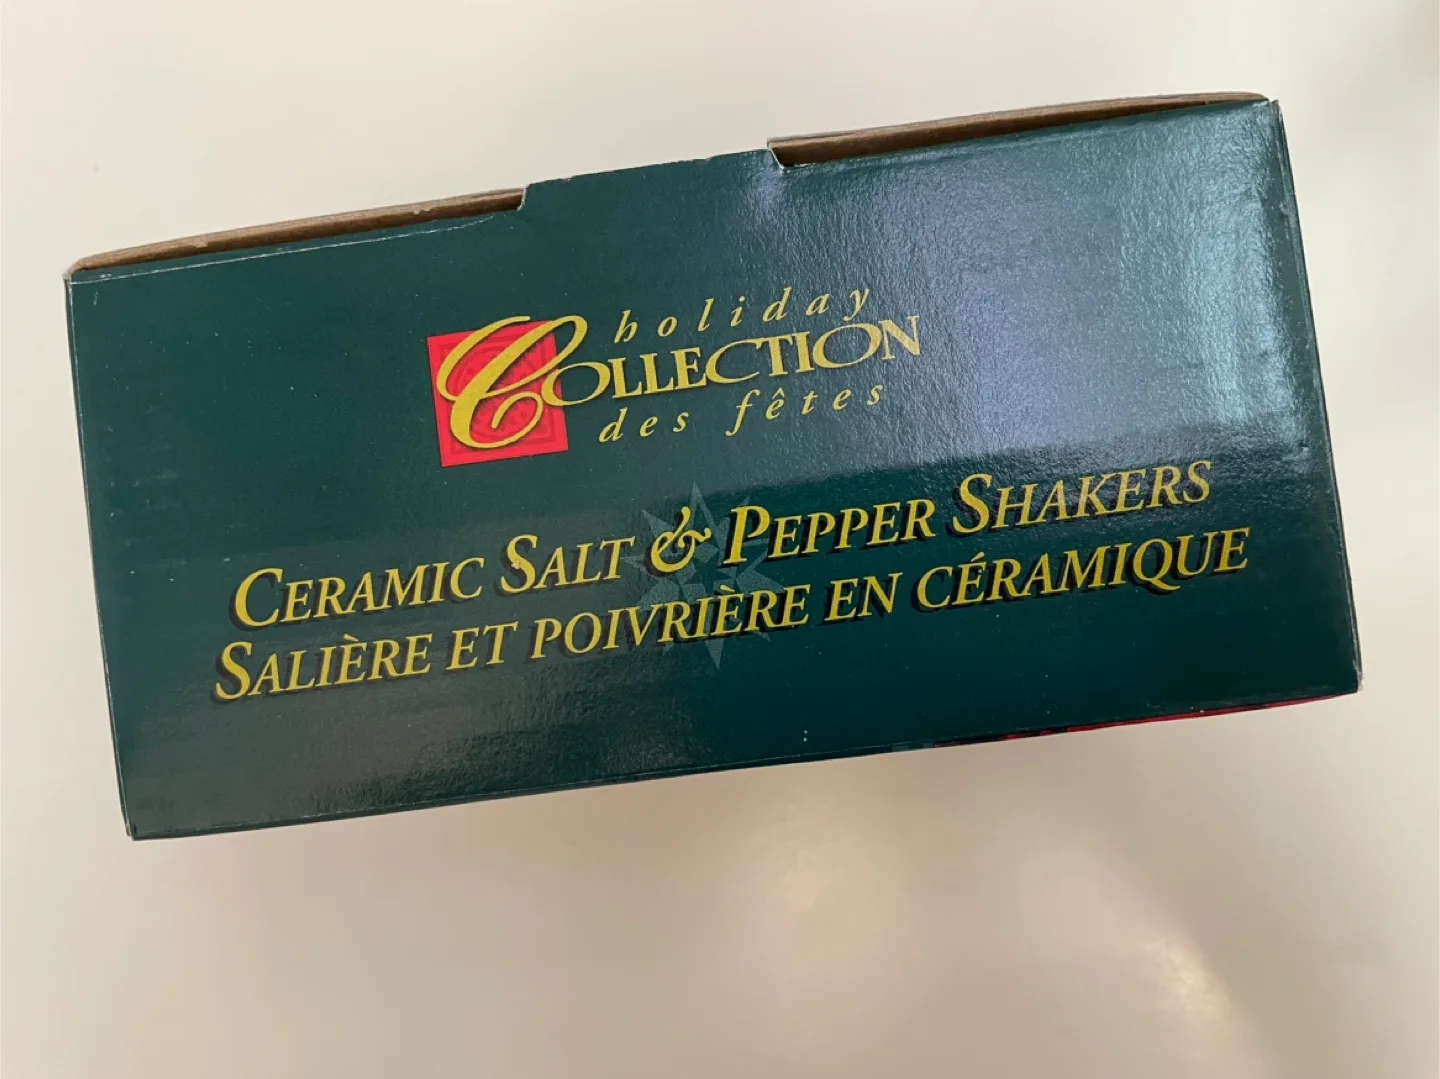 holiday
COLLECTION
des fêtes
CERAMIC SALT & PEPPER SHAKERS
SALIÈRE ET POIVRIÈRE EN CÉRAMIQUE